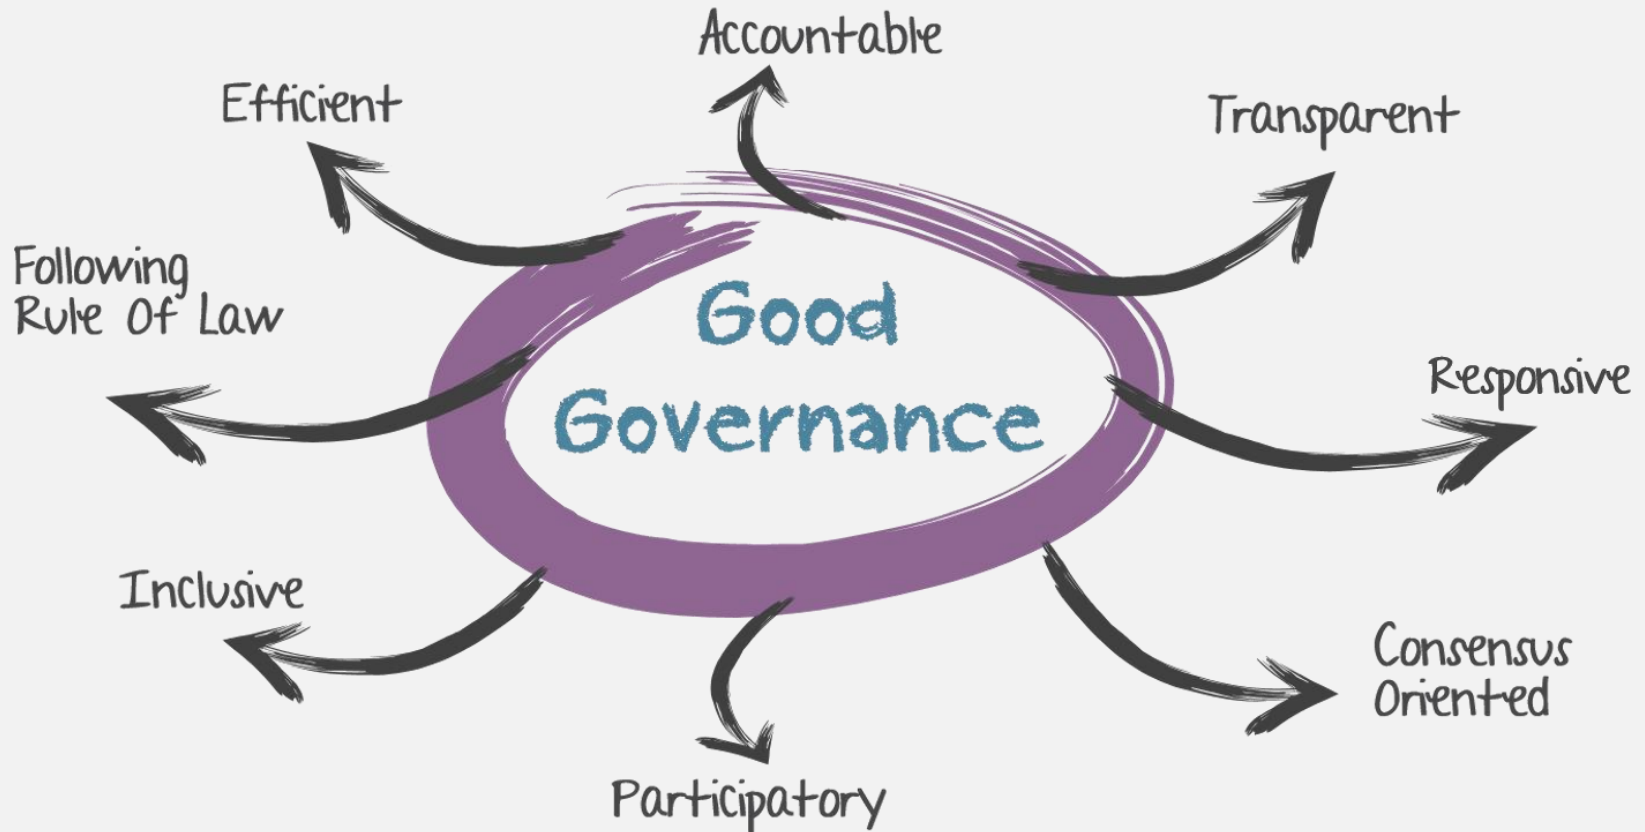 Accountable
Efficient
Transparent
Following
Rule Of Law
Good
Governance
Responsive
Inclusive
Consensus
Oriented
Participatory